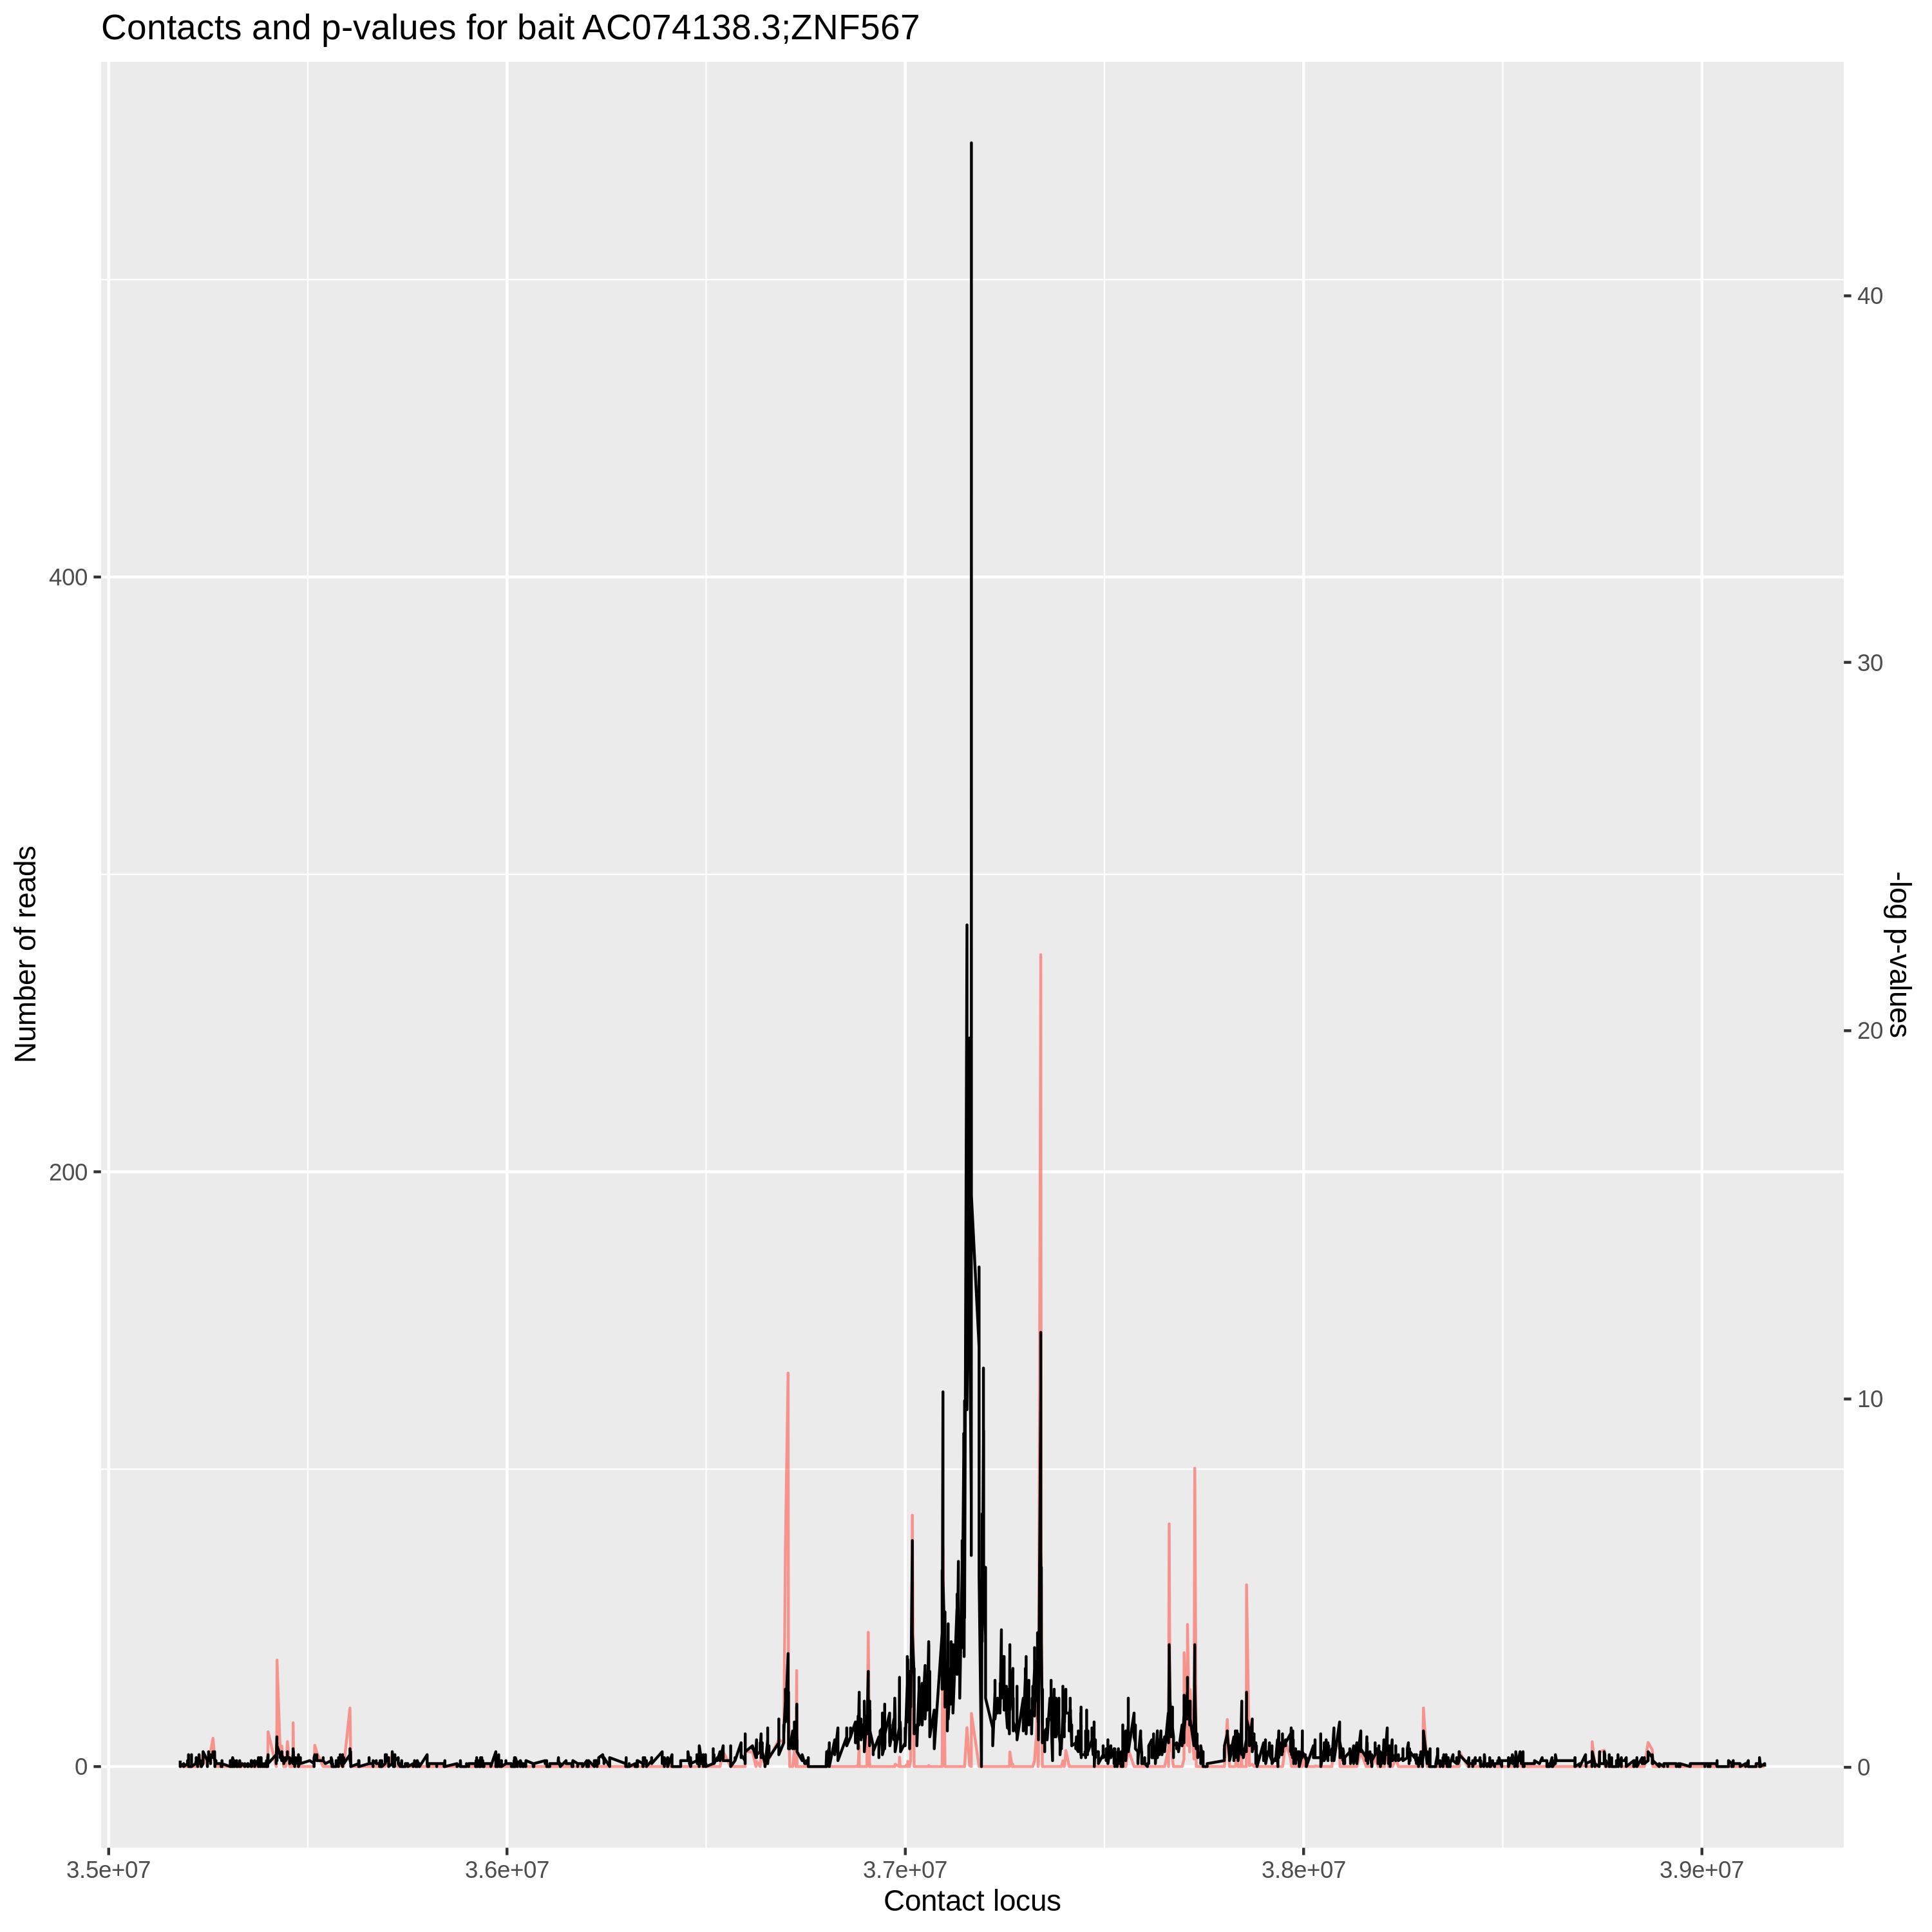 Contacts and p-values for bait AC074138.3;ZNF567
Number of reads
400
200
0
40
30
20
10
0
-log p-values
3.5e+07 3.6e+07 3.7e+07 3.8e+07 3.9e+07
Contact locus